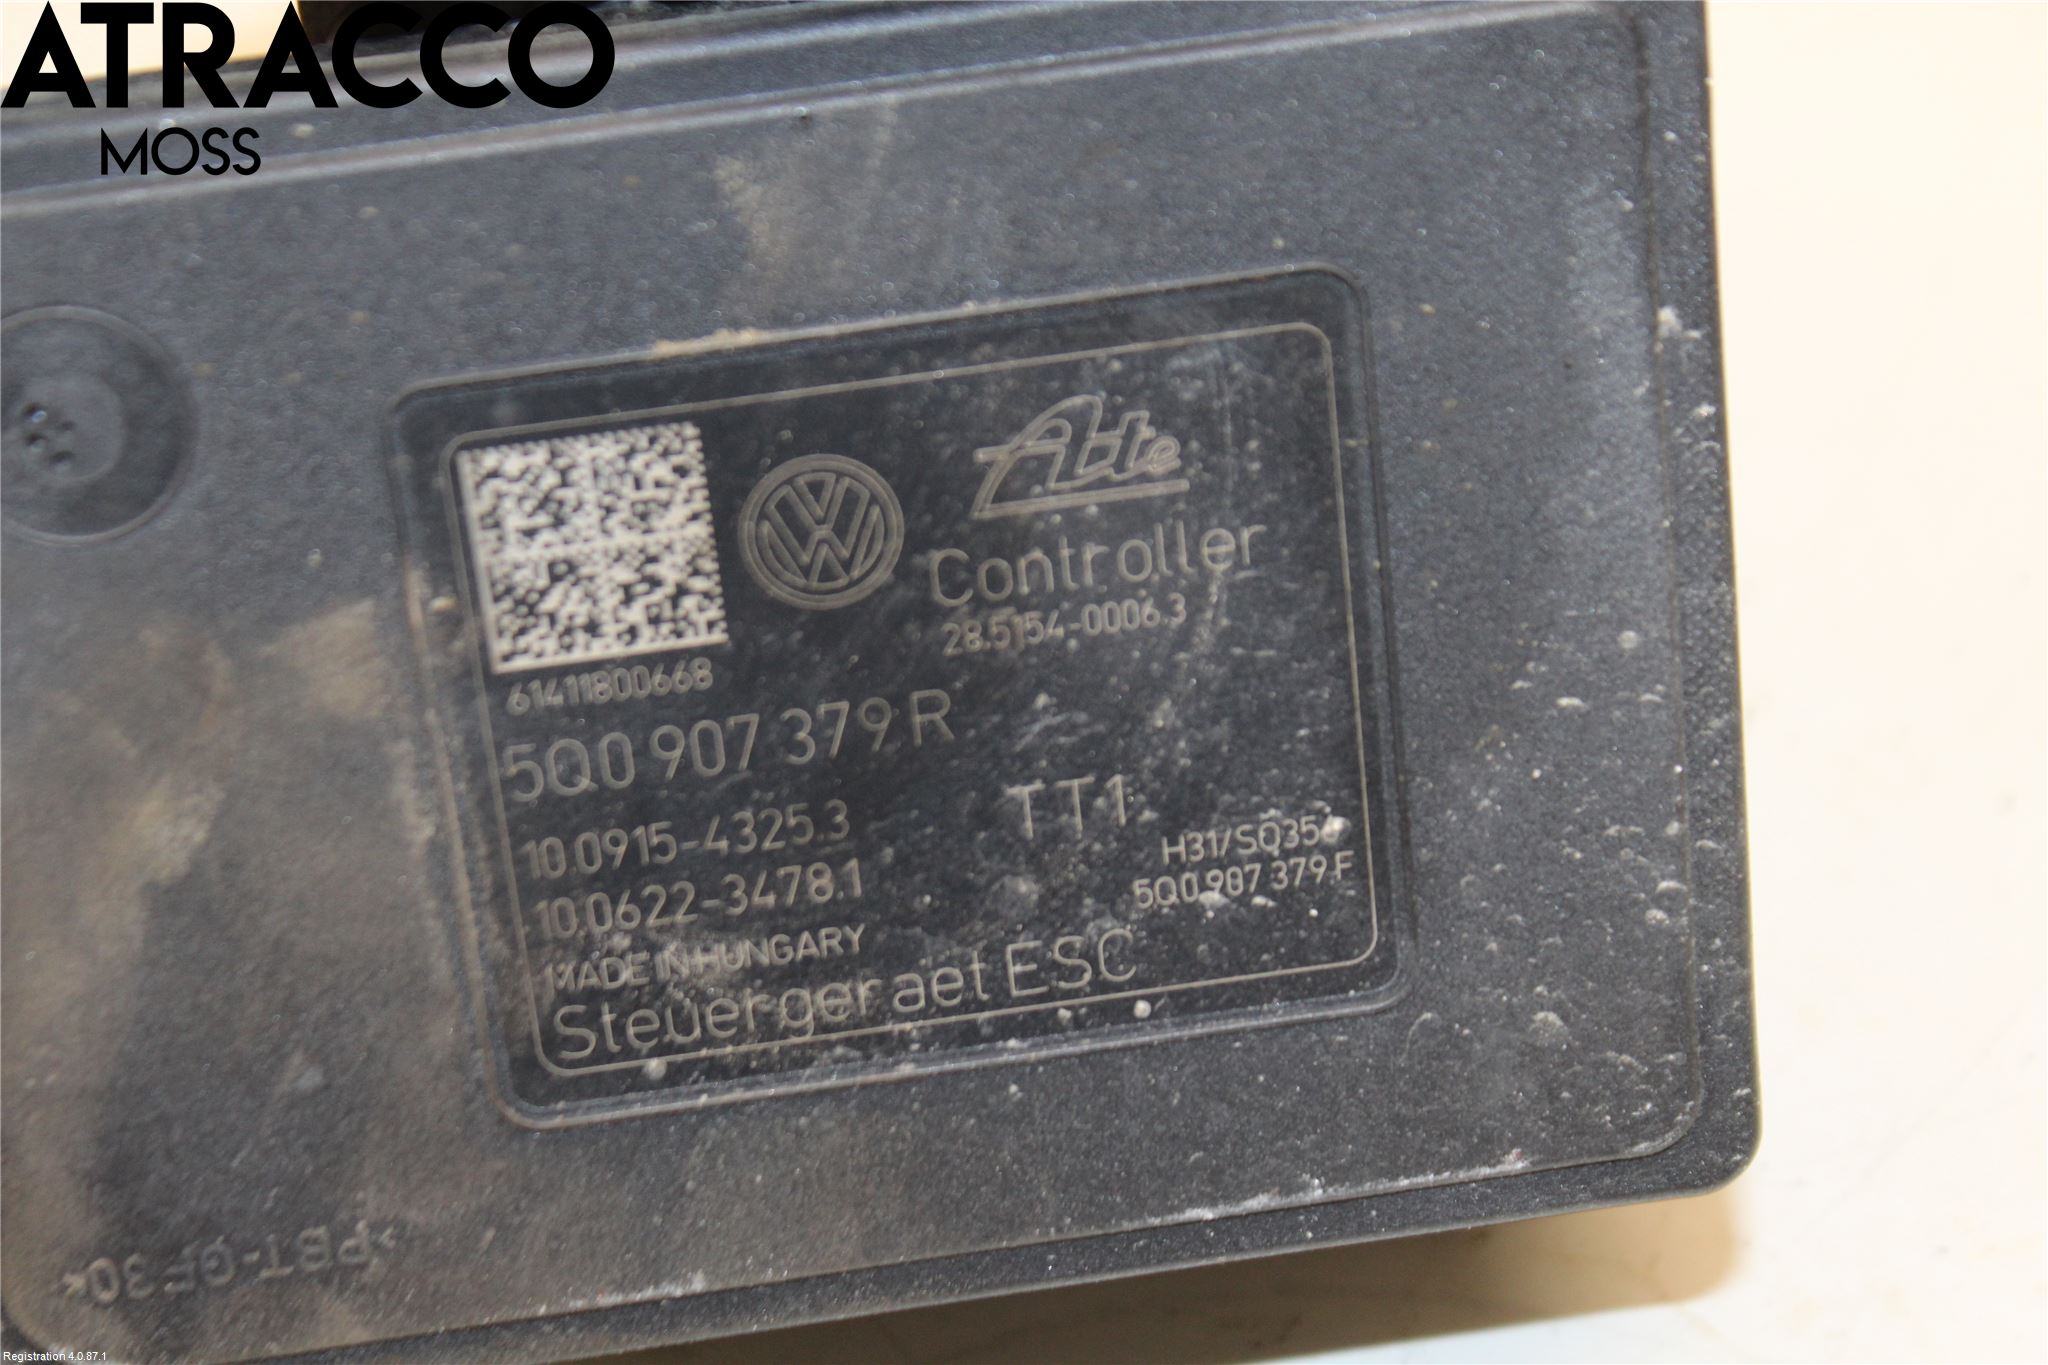 ATRACCO
MOSS
Ate
Controller
28.5154-0006.3
61411800668
5Q0 907 379 R
TT1
10.0915-4325.3
10.0622-3478.1
H31/
5Q0 907 379 F
MADE IN HUNGARY
Steuergeraet ESC
>PBT-GF30<
Registration 4.0.87.1